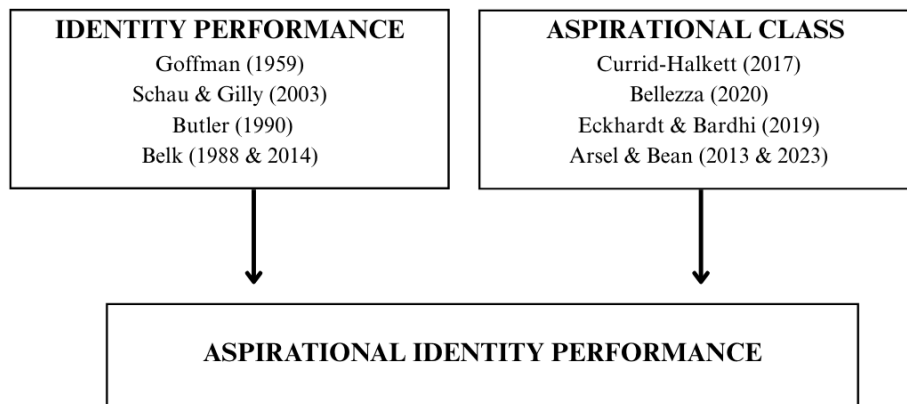 IDENTITY PERFORMANCE
Goffman (1959)
Schau & Gilly (2003)
Butler (1990)
Belk (1988 & 2014)
ASPIRATIONAL CLASS
Currid-Halkett (2017)
Bellezza (2020)
Eckhardt & Bardhi (2019)
Arsel & Bean (2013 & 2023)
ASPIRATIONAL IDENTITY PERFORMANCE